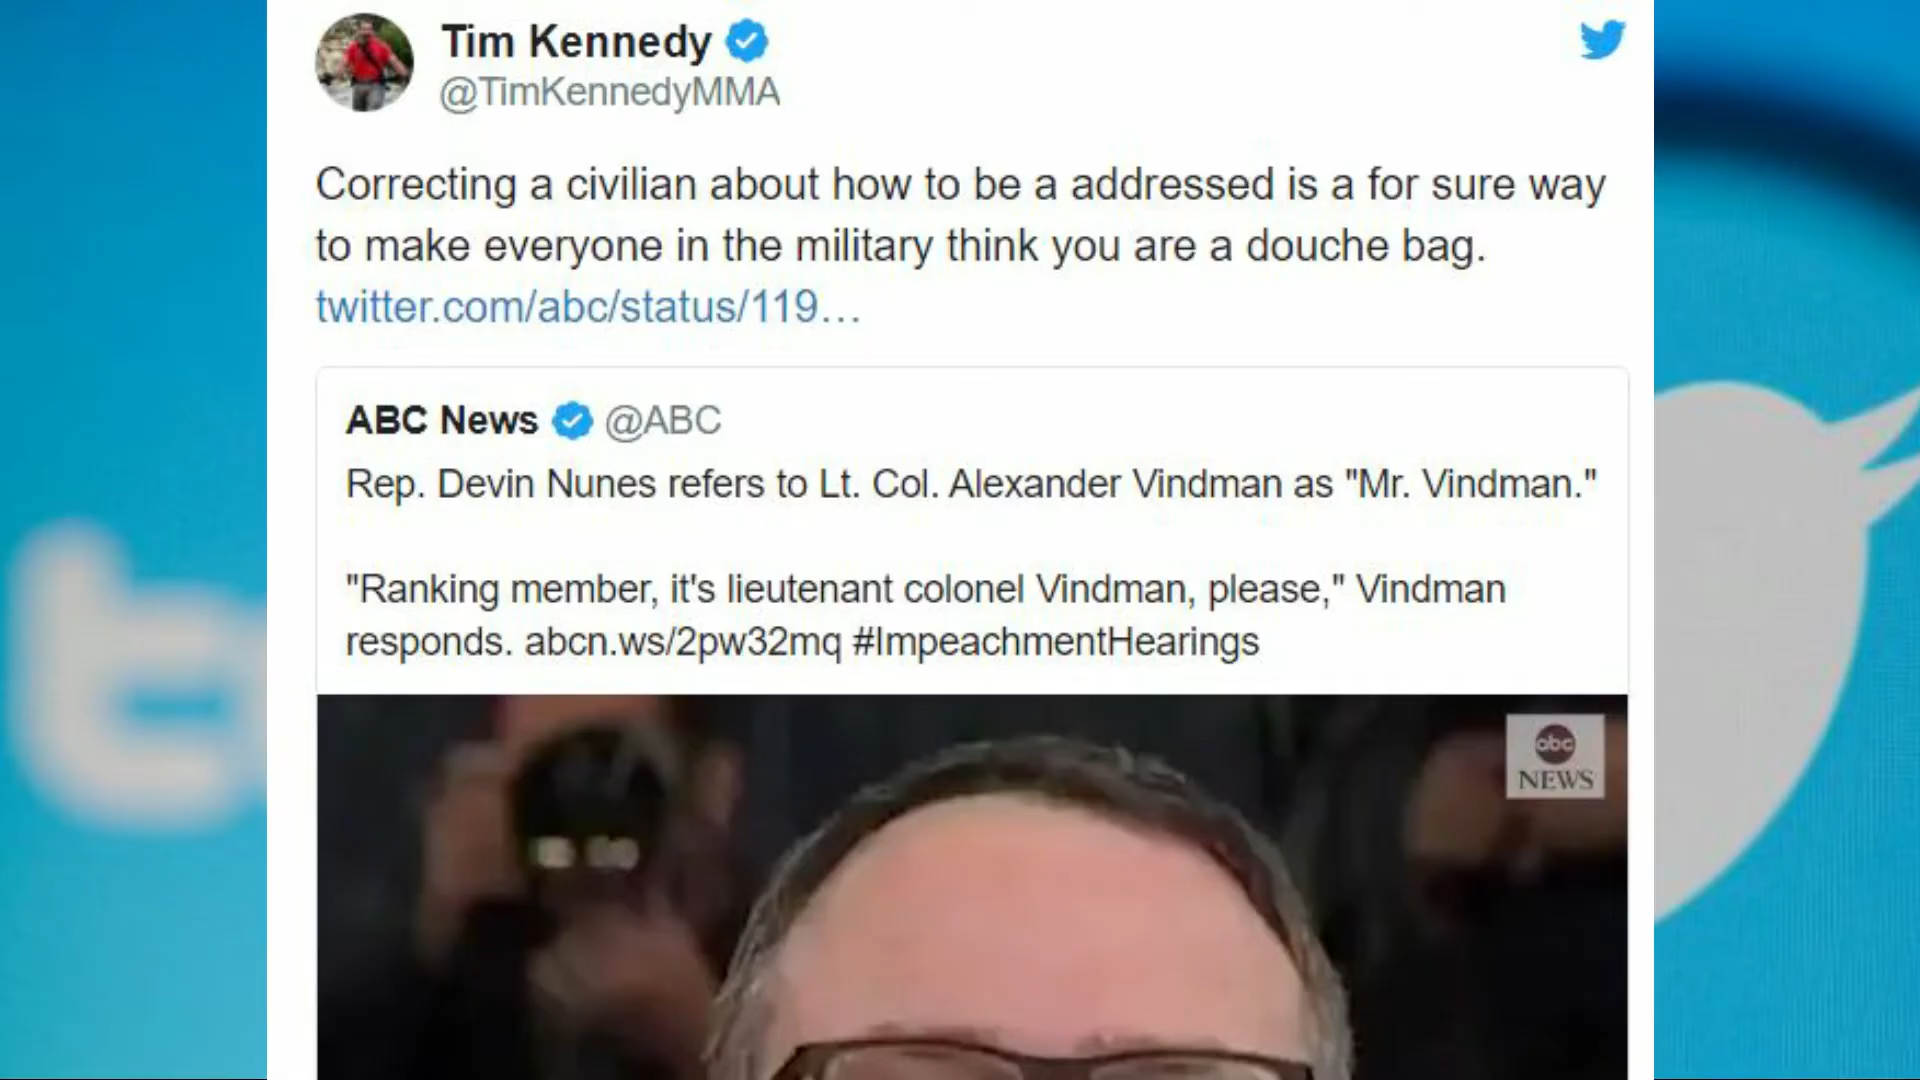 Tim Kennedy
@TimKennedyMMA
Correcting a civilian about how to be a addressed is a for sure way
to make everyone in the military think you are a douche bag.
twitter.com/abc/status/119…
ABC News @ABC
Rep. Devin Nunes refers to Lt. Col. Alexander Vindman as "Mr. Vindman."
"Ranking member, it's lieutenant colonel Vindman, please," Vindman
responds. abcn.ws/2pw32mq #ImpeachmentHearings
abc
NEWS